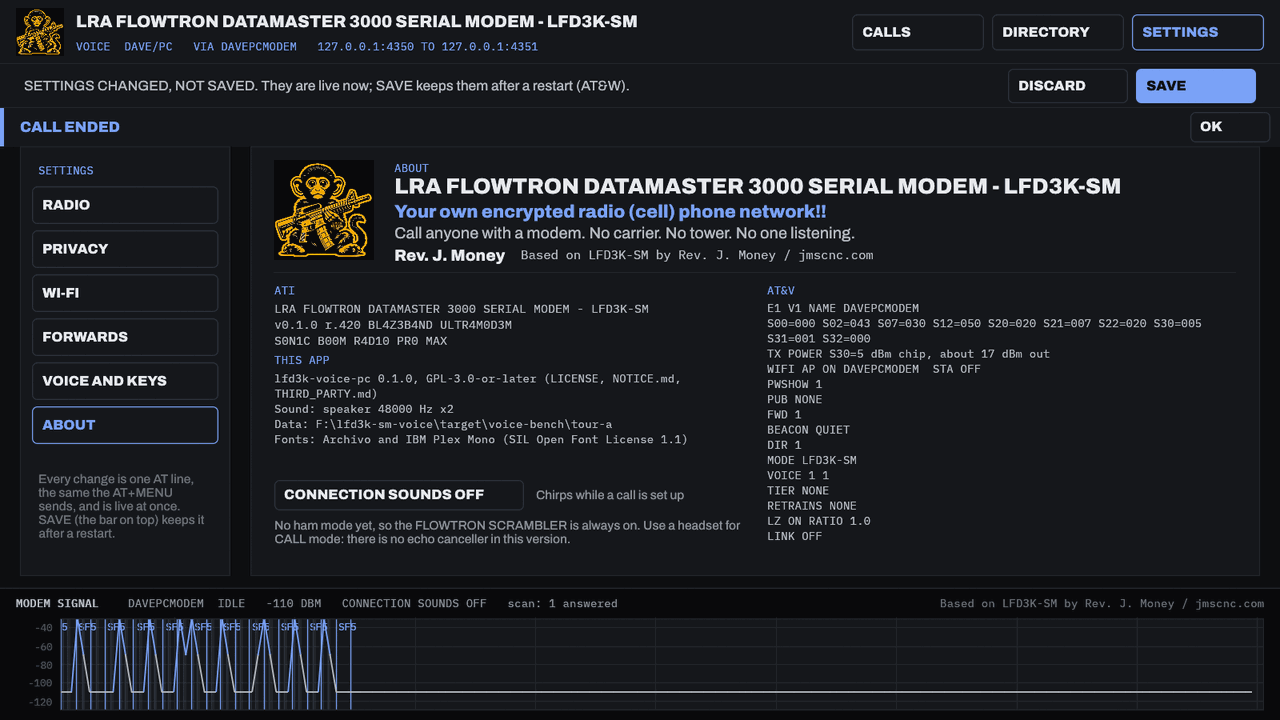 LRA FLOWTRON DATAMASTER 3000 SERIAL MODEM - LFD3K-SM
VOICE DAVE/PC VIA DAVEPCMODEM 127.0.0.1:4350 TO 127.0.0.1:4351
CALLS
DIRECTORY
SETTINGS
SETTINGS CHANGED, NOT SAVED. They are live now; SAVE keeps them after a restart (AT&W).
DISCARD
SAVE
CALL ENDED
OK
SETTINGS
RADIO
PRIVACY
WI-FI
FORWARDS
VOICE AND KEYS
ABOUT
Every change is one AT line,
the same the AT+MENU
sends, and is live at once.
SAVE (the bar on top) keeps it
after a restart.
ABOUT
LRA FLOWTRON DATAMASTER 3000 SERIAL MODEM - LFD3K-SM
Your own encrypted radio (cell) phone network!!
Call anyone with a modem. No carrier. No tower. No one listening.
Rev. J. Money Based on LFD3K-SM by Rev. J. Money / jmscnc.com
ATI
LRA FLOWTRON DATAMASTER 3000 SERIAL MODEM - LFD3K-SM
v0.1.0 r.420 BL4Z3B4ND ULTR4M0D3M
S0N1C B00M R4D10 PR0 MAX
THIS APP
lfd3k-voice-pc 0.1.0, GPL-3.0-or-later (LICENSE, NOTICE.md,
THIRD_PARTY.md)
Sound: speaker 48000 Hz x2
Data: F:\lfd3k-sm-voice\target\voice-bench\tour-a
Fonts: Archivo and IBM Plex Mono (SIL Open Font License 1.1)
CONNECTION SOUNDS OFF
Chirps while a call is set up
No ham mode yet, so the FLOWTRON SCRAMBLER is always on. Use a headset for
CALL mode: there is no echo canceller in this version.
AT&V
E1 V1 NAME DAVEPCMODEM
S00=000 S02=043 S07=030 S12=050 S20=020 S21=007 S22=020 S30=005
S31=001 S32=000
TX POWER S30=5 dBm chip, about 17 dBm out
WIFI AP ON DAVEPCMODEM STA OFF
PWSHOW 1
PUB NONE
FWD 1
BEACON QUIET
DIR 1
MODE LFD3K-SM
VOICE 1 1
TIER NONE
RETRAINS NONE
LZ ON RATIO 1.0
LINK OFF
MODEM SIGNAL DAVEPCMODEM IDLE -110 DBM CONNECTION SOUNDS OFF scan: 1 answered
Based on LFD3K-SM by Rev. J. Money / jmscnc.com
5 SF5 SF5 SF5 SF5 SF5 SF5 SF5 SF5 SF5 SF5
-40
-60
-80
-100
-120